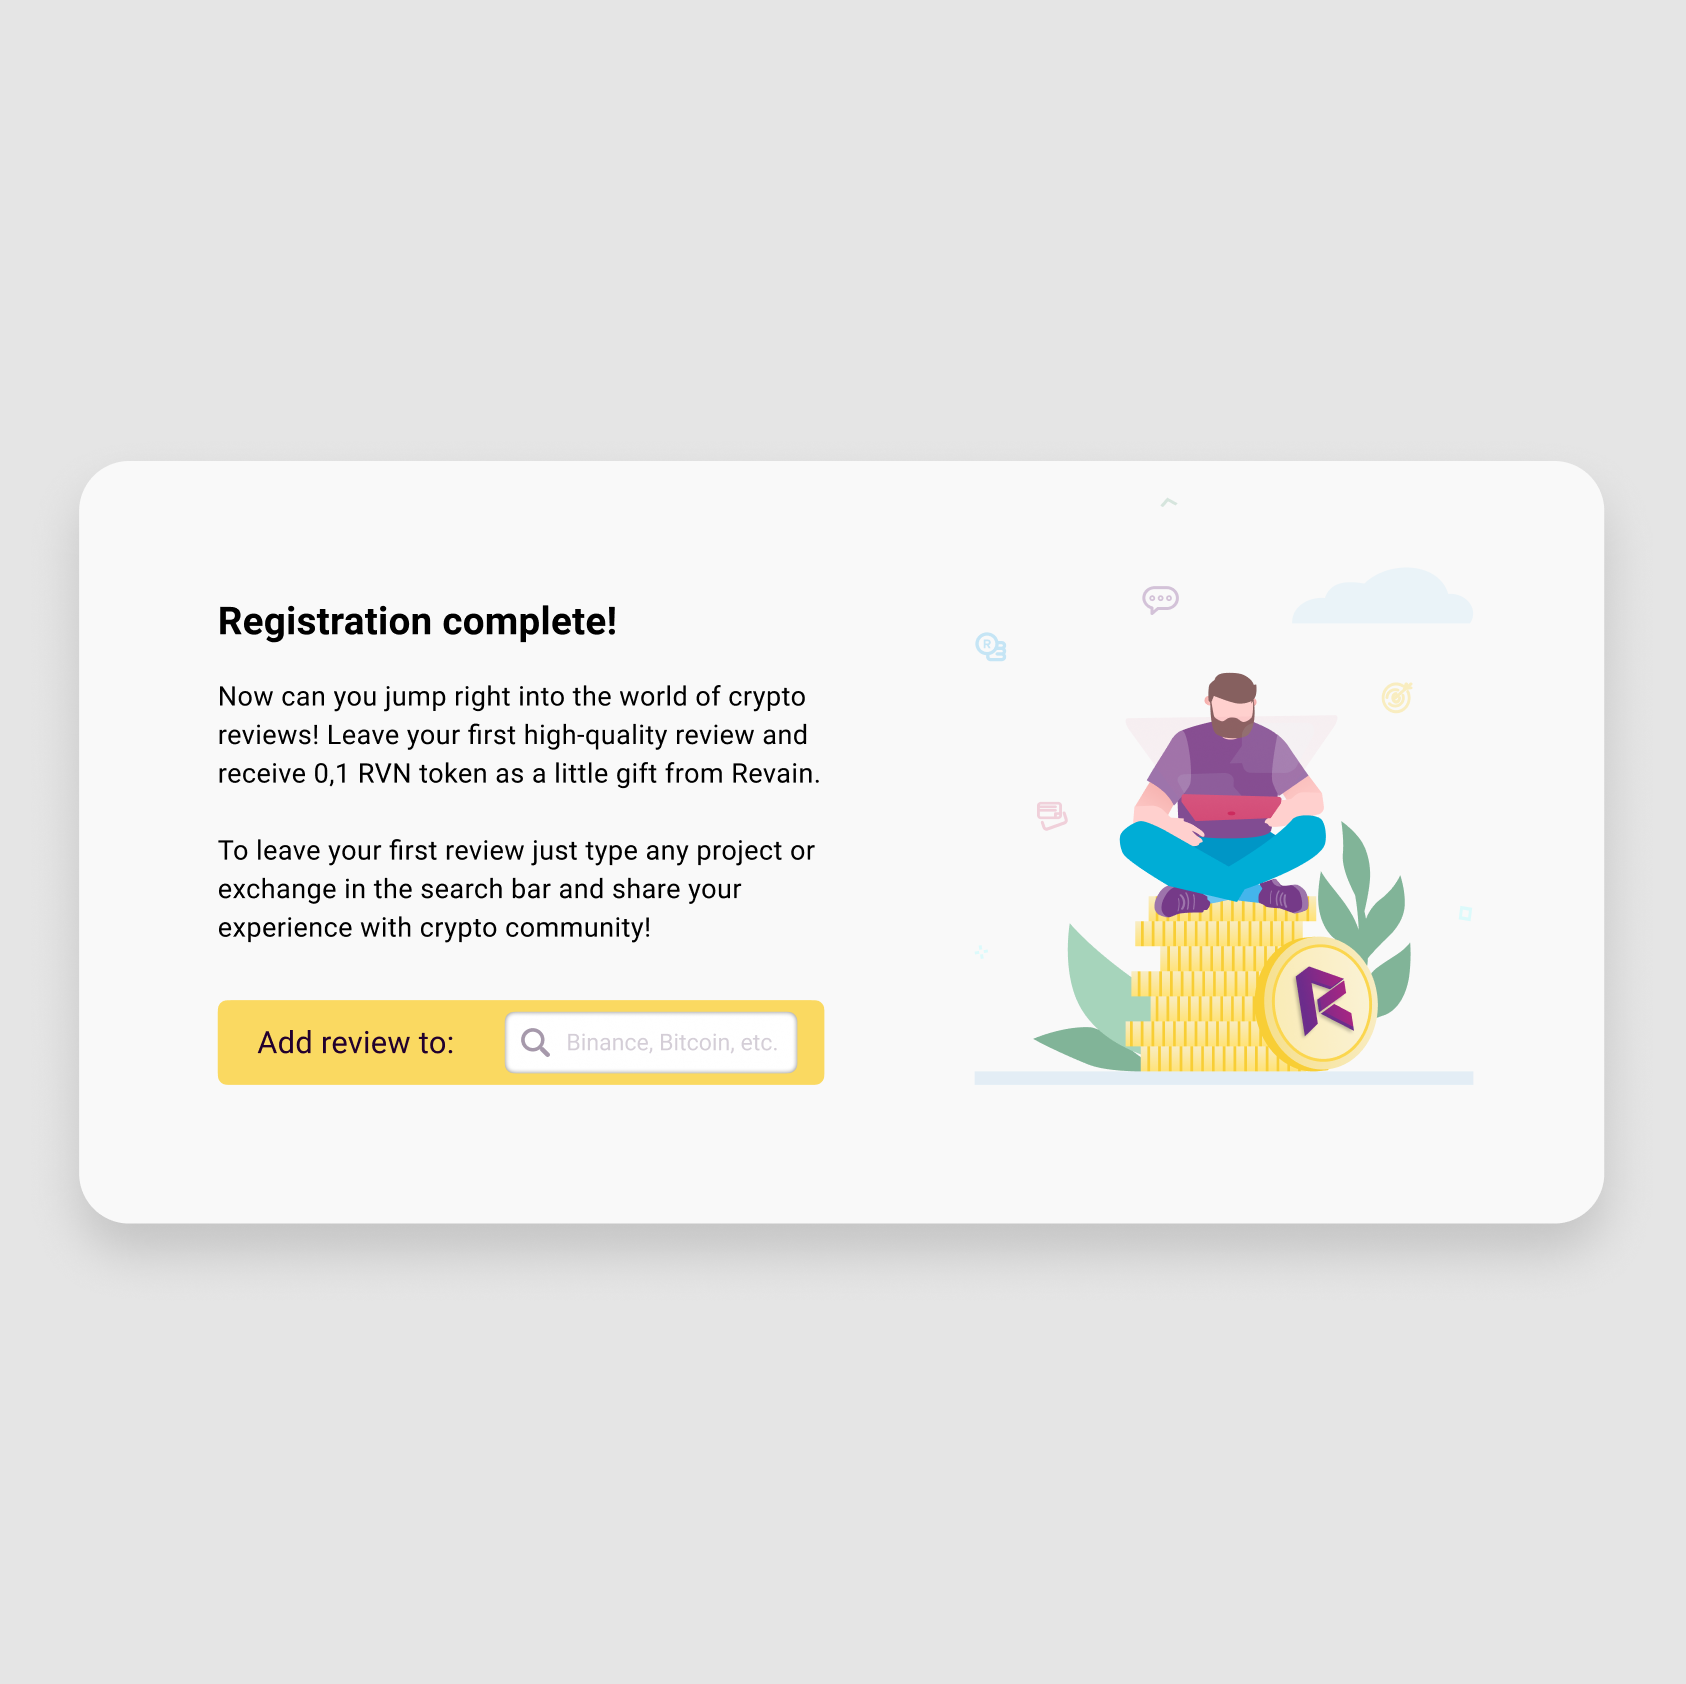 Registration complete!
Now can you jump right into the world of crypto
reviews! Leave your first high-quality review and
receive 0,1 RVN token as a little gift from Revain.
To leave your first review just type any project or
exchange in the search bar and share your
experience with crypto community!
Add review to:
Binance, Bitcoin, etc.
R
R